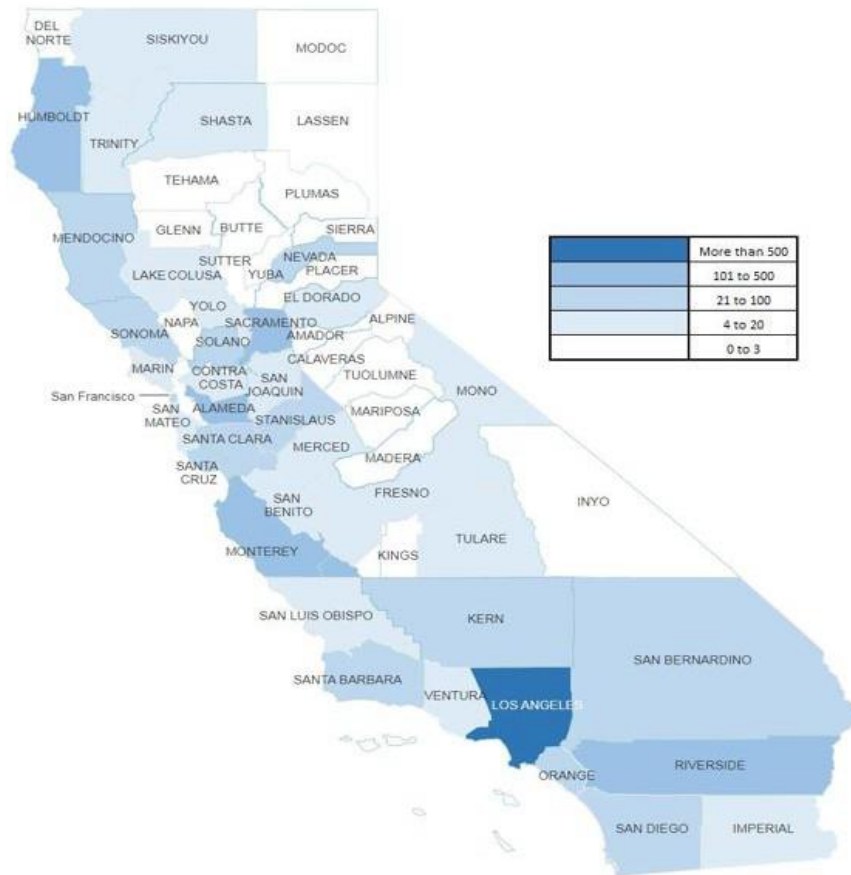 DEL
NORTE
SISKIYOU
MODOC
HUMBOLDT
TRINITY
SHASTA
LASSEN
TEHAMA
PLUMAS
GLENN
BUTTE
SIERRA
MENDOCINO
SUTTER
NEVADA
LAKE COLUSA
YUBA
PLACER
YOLO
EL DORADO
NAPA
SACRAMENTO
ALPINE
SONOMA
SOLANO
AMADOR
MARIN
CONTRA
COSTA
CALAVERAS
SAN
JOAQUIN
TUOLUMNE
MONO
San Francisco
SAN
MATEO
ALAMEDA
STANISLAUS
MARIPOSA
SANTA CLARA
MERCED
MADERA
SANTA
CRUZ
FRESNO
SAN
BENITO
INYO
MONTEREY
KINGS
TULARE
SAN LUIS OBISPO
KERN
SAN BERNARDINO
SANTA BARBARA
VENTURA
LOS ANGELES
ORANGE
RIVERSIDE
SAN DIEGO
IMPERIAL
More than 500
101 to 500
21 to 100
4 to 20
0 to 3